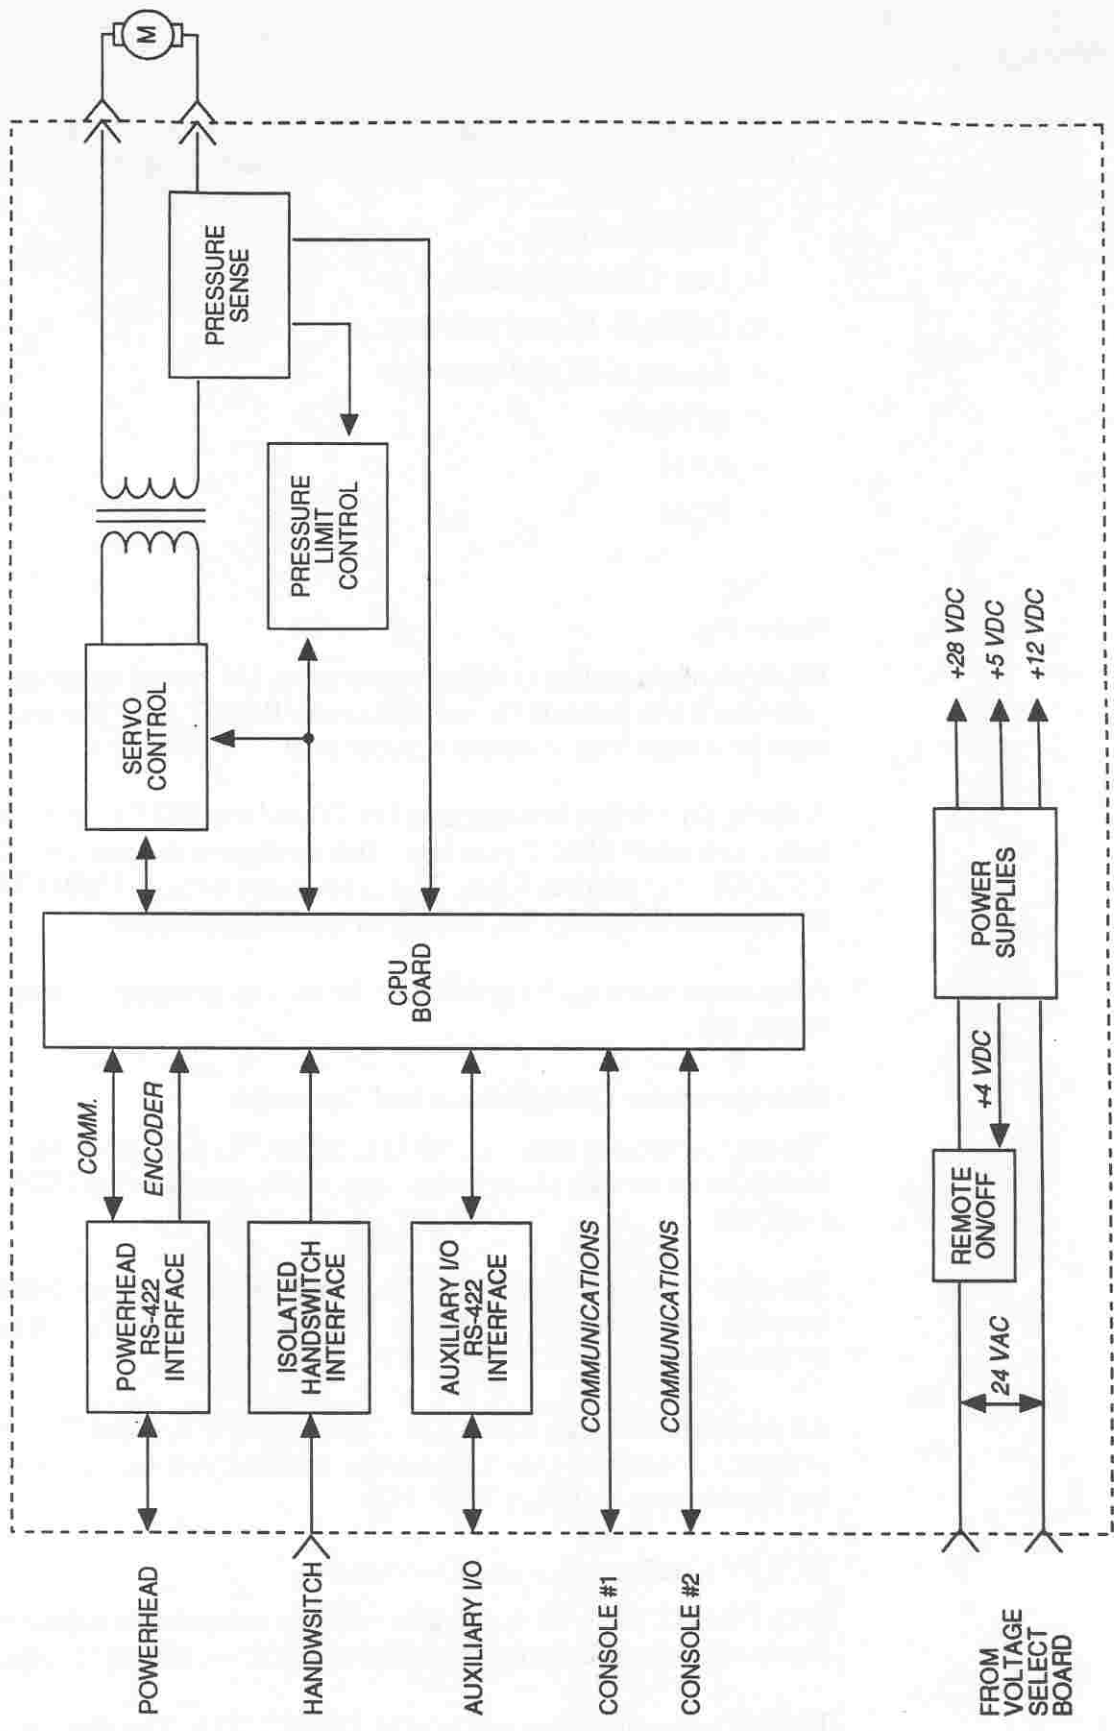 POWERHEAD
POWERHEAD
RS-422
INTERFACE
COMM.
ENCODER
SERVO
CONTROL
M
HANDWSITCH
ISOLATED
HANDSWITCH
INTERFACE
CPU
BOARD
PRESSURE
LIMIT
CONTROL
PRESSURE
SENSE
AUXILIARY I/O
AUXILIARY I/O
RS-422
INTERFACE
CONSOLE #1
COMMUNICATIONS
CONSOLE #2
COMMUNICATIONS
FROM
VOLTAGE
SELECT
BOARD
24 VAC
REMOTE
ON/OFF
+4 VDC
POWER
SUPPLIES
+28 VDC
+5 VDC
+12 VDC